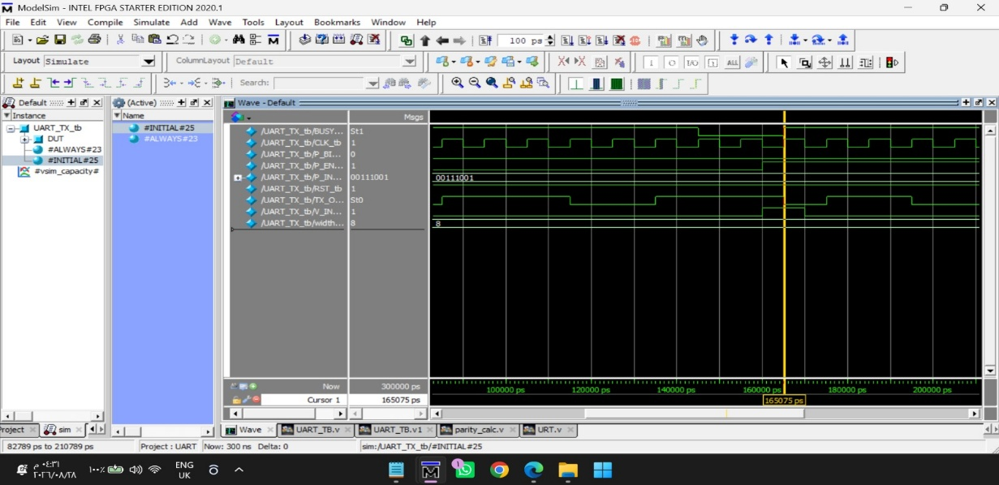 ModelSim - INTEL FPGA STARTER EDITION 2020.1
File Edit View Compile Simulate Add Wave Tools Layout Bookmarks Window Help
100 ps
Layout Simulate ColumnLayout Default
Search:
Default (Active) Wave - Default
Instance Name Msgs
UART_TX_tb
DUT
#ALWAYS#23
#INITIAL#25
#vsim_capacity#
#INITIAL#25
#ALWAYS#23
/UART_TX_tb/BUSY... St1
/UART_TX_tb/CLK_tb 1
/UART_TX_tb/P_BI... 0
/UART_TX_tb/P_EN... 1
/UART_TX_tb/P_IN... 00111001 00111001
/UART_TX_tb/RST_tb 1
/UART_TX_tb/TX_O... St0
/UART_TX_tb/V_IN... 1
/UART_TX_tb/width... 8 8
Now 300000 ps 100000 ps 120000 ps 140000 ps 160000 ps 180000 ps 200000 ps
Cursor 1 165075 ps 165075 ps
roject sim Wave UART_TB.v UART_TB.v1 parity_calc.v URT.v
82789 ps to 210789 ps Project : UART Now: 300 ns Delta: 0 sim:/UART_TX_tb/#INITIAL#25
١٠٠٪ ENG
UK
1